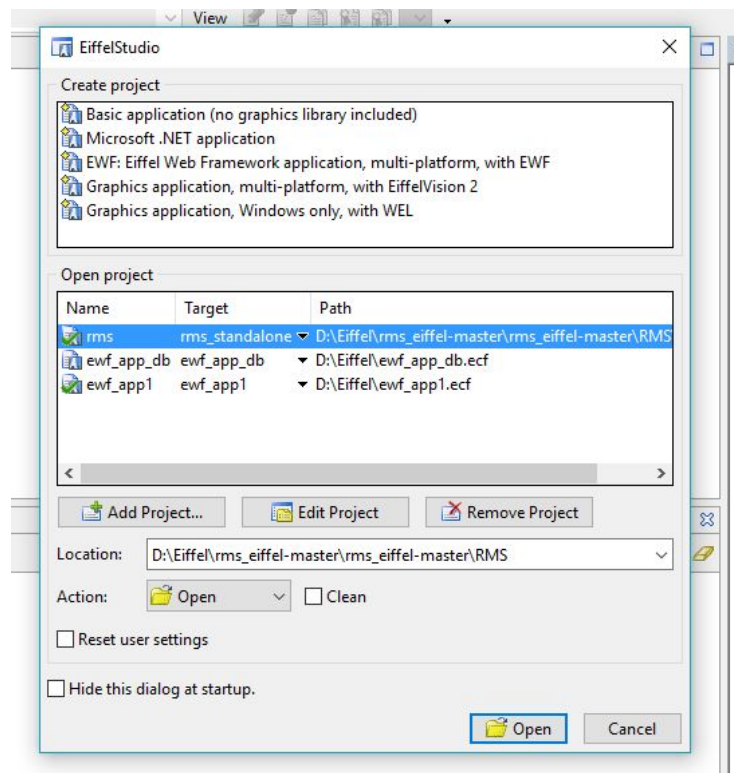 View
EiffelStudio
Create project
Basic application (no graphics library included)
Microsoft .NET application
EWF: Eiffel Web Framework application, multi-platform, with EWF
Graphics application, multi-platform, with EiffelVision 2
Graphics application, Windows only, with WEL
Open project
Name Target Path
rms rms_standalone D:\Eiffel\rms_eiffel-master\rms_eiffel-master\RMS\
ewf_app_db ewf_app_db D:\Eiffel\ewf_app_db.ecf
ewf_app1 ewf_app1 D:\Eiffel\ewf_app1.ecf
Add Project... Edit Project Remove Project
Location: D:\Eiffel\rms_eiffel-master\rms_eiffel-master\RMS
Action: Open Clean
Reset user settings
Hide this dialog at startup.
Open Cancel